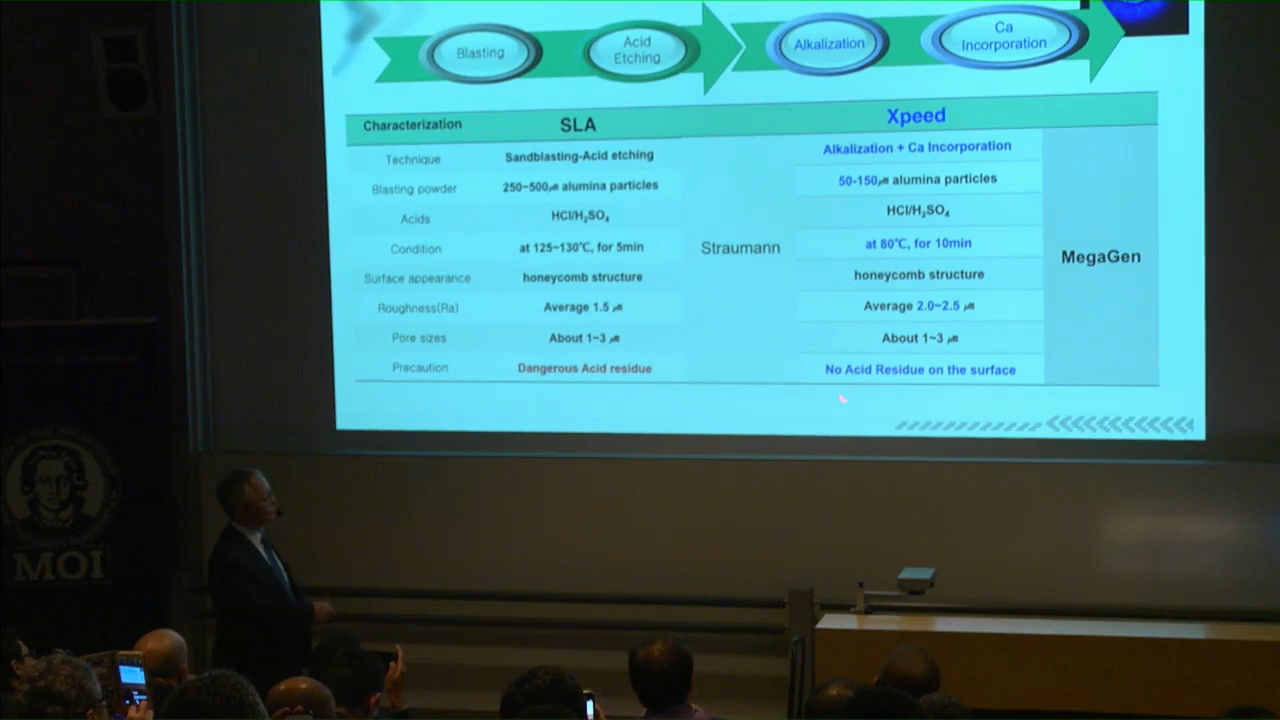 Blasting
Acid
Etching
Alkalization
Ca
Incorporation
Characterization SLA Xpeed
Technique Sandblasting-Acid etching Alkalization + Ca Incorporation
Blasting powder 250~500㎛ alumina particles 50-150㎛ alumina particles
Acids HCl/H₂SO₄ HCl/H₂SO₄
Condition at 125~130℃, for 5min at 80℃, for 10min
Straumann MegaGen
Surface appearance honeycomb structure honeycomb structure
Roughness(Ra) Average 1.5 ㎛ Average 2.0~2.5 ㎛
Pore sizes About 1~3 ㎛ About 1~3 ㎛
Precaution Dangerous Acid residue No Acid Residue on the surface
MOI